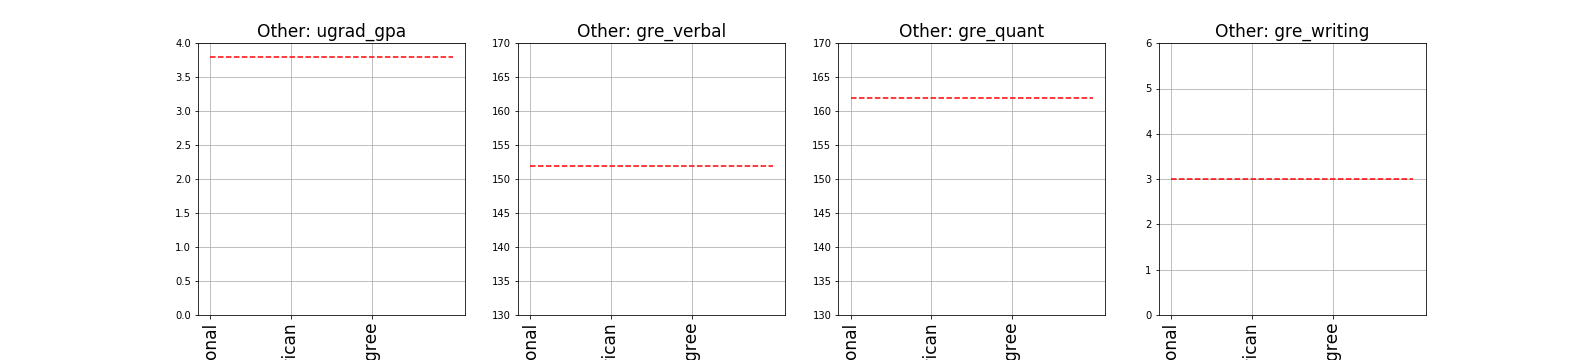 Other: ugrad_gpa
4.0
3.5
3.0
2.5
2.0
1.5
1.0
0.5
0.0
onal
ican
gree
Other: gre_verbal
170
165
160
155
150
145
140
135
130
onal
ican
gree
Other: gre_quant
170
165
160
155
150
145
140
135
130
onal
ican
gree
Other: gre_writing
6
5
4
3
2
1
0
onal
ican
gree